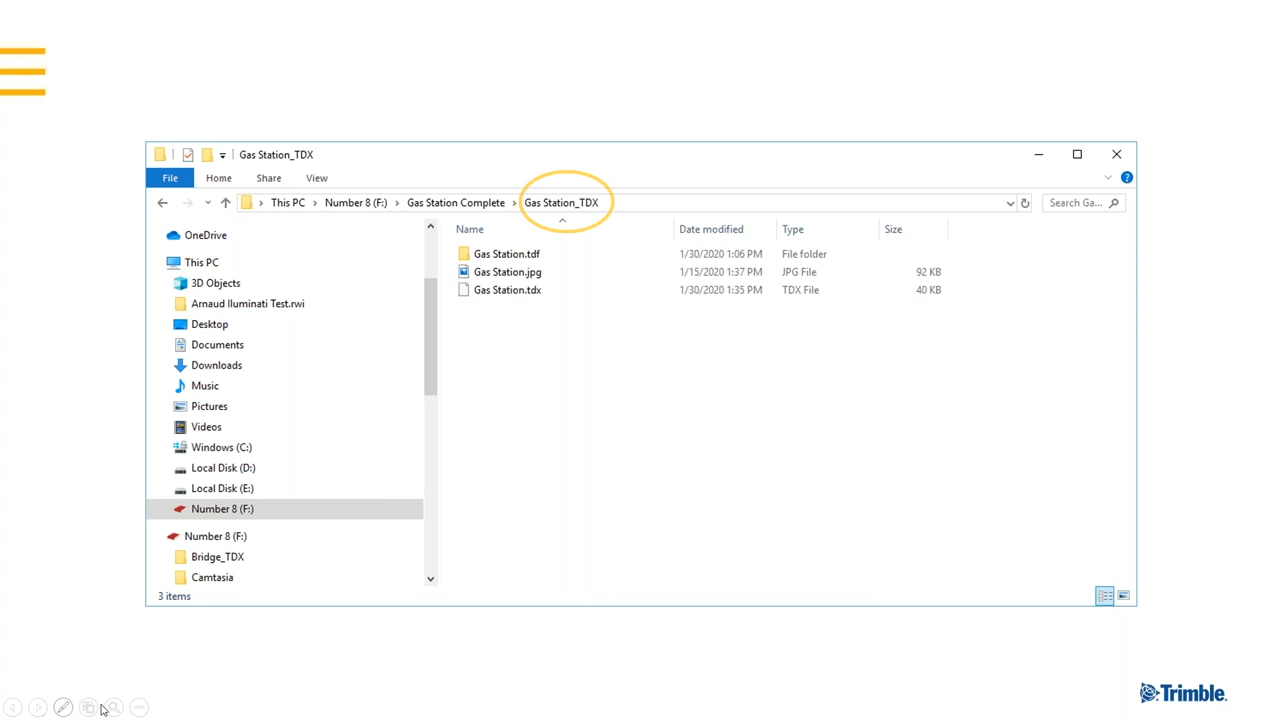 Gas Station_TDX
File Home Share View
This PC Number 8 (F:) Gas Station Complete Gas Station_TDX Search Ga...
OneDrive
This PC
3D Objects
Arnaud Iluminati Test.rwi
Desktop
Documents
Downloads
Music
Pictures
Videos
Windows (C:)
Local Disk (D:)
Local Disk (E:)
Number 8 (F:)
Number 8 (F:)
Bridge_TDX
Camtasia
Name Date modified Type Size
Gas Station.tdf 1/30/2020 1:06 PM File folder
Gas Station.jpg 1/15/2020 1:37 PM JPG File 92 KB
Gas Station.tdx 1/30/2020 1:35 PM TDX File 40 KB
3 items
Trimble.